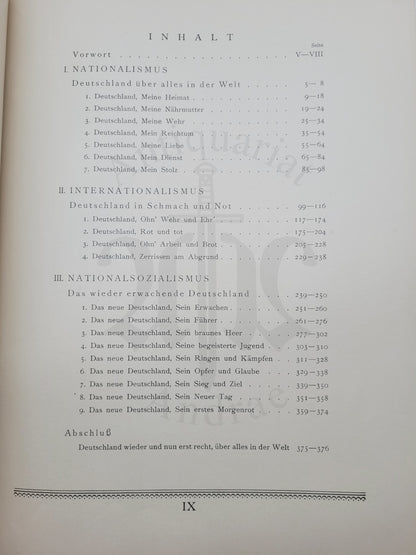 INHALT
Seite
Vorwort V—VIII
I. NATIONALISMUS
Deutschland über alles in der Welt 3— 8
1. Deutschland, Meine Heimat 9—18
2. Deutschland, Meine Nährmutter 19—24
3. Deutschland, Meine Wehr 25—34
4. Deutschland, Mein Reichtum 35—54
5. Deutschland, Meine Liebe 55—64
6. Deutschland, Mein Dienst 65—84
7. Deutschland, Mein Stolz 85—98
II. INTERNATIONALISMUS
Deutschland in Schmach und Not 99—116
1. Deutschland, Ohn' Wehr und Ehr' 117—174
2. Deutschland, Rot und tot 175—204
3. Deutschland, Ohn' Arbeit und Brot 205—228
4. Deutschland, Zerrissen am Abgrund 229—238
III. NATIONALSOZIALISMUS
Das wieder erwachende Deutschland 239—250
1. Das neue Deutschland, Sein Erwachen 251—260
2. Das neue Deutschland, Sein Führer 261—276
3. Das neue Deutschland, Sein braunes Heer 277—302
4. Das neue Deutschland, Seine begeisterte Jugend 303—310
5. Das neue Deutschland, Sein Ringen und Kämpfen 311—328
6. Das neue Deutschland, Sein Opfer und Glaube 329—338
7. Das neue Deutschland, Sein Sieg und Ziel 339—350
8. Das neue Deutschland, Sein Neuer Tag 351—358
9. Das neue Deutschland, Sein erstes Morgenrot 359—374
Abschluß
Deutschland wieder und nun erst recht, über alles in der Welt 375—376
IX